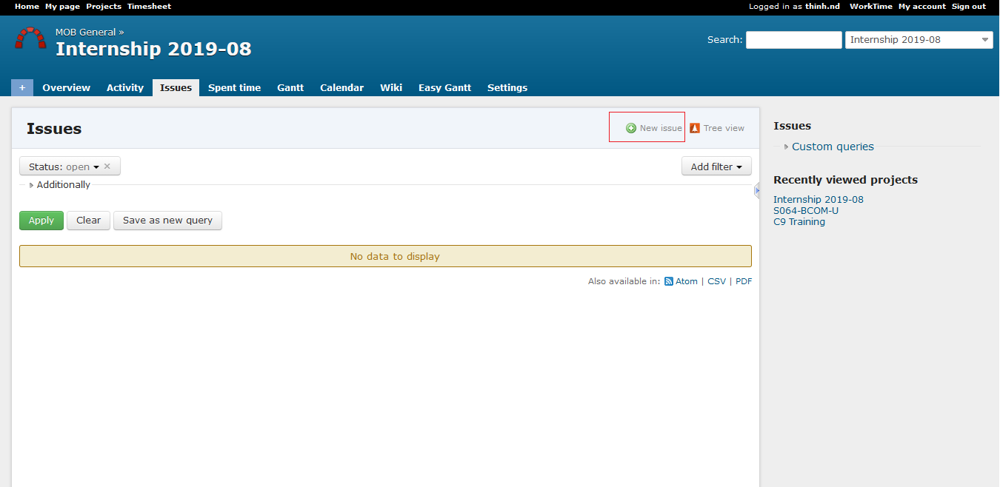 Home My page Projects Timesheet
Logged in as think.nd WorkTime My account Sign out
MOB General »
Internship 2019-08
Search:
Internship 2019-08
+ Overview Activity Issues Spent time Gantt Calendar Wiki Easy Gantt Settings
Issues
New issue Tree view
Status: open
Add filter
Additionally
Apply Clear Save as new query
No data to display
Also available in: Atom | CSV | PDF
Issues
Custom queries
Recently viewed projects
Internship 2019-08
S064-BCOM-U
C9 Training